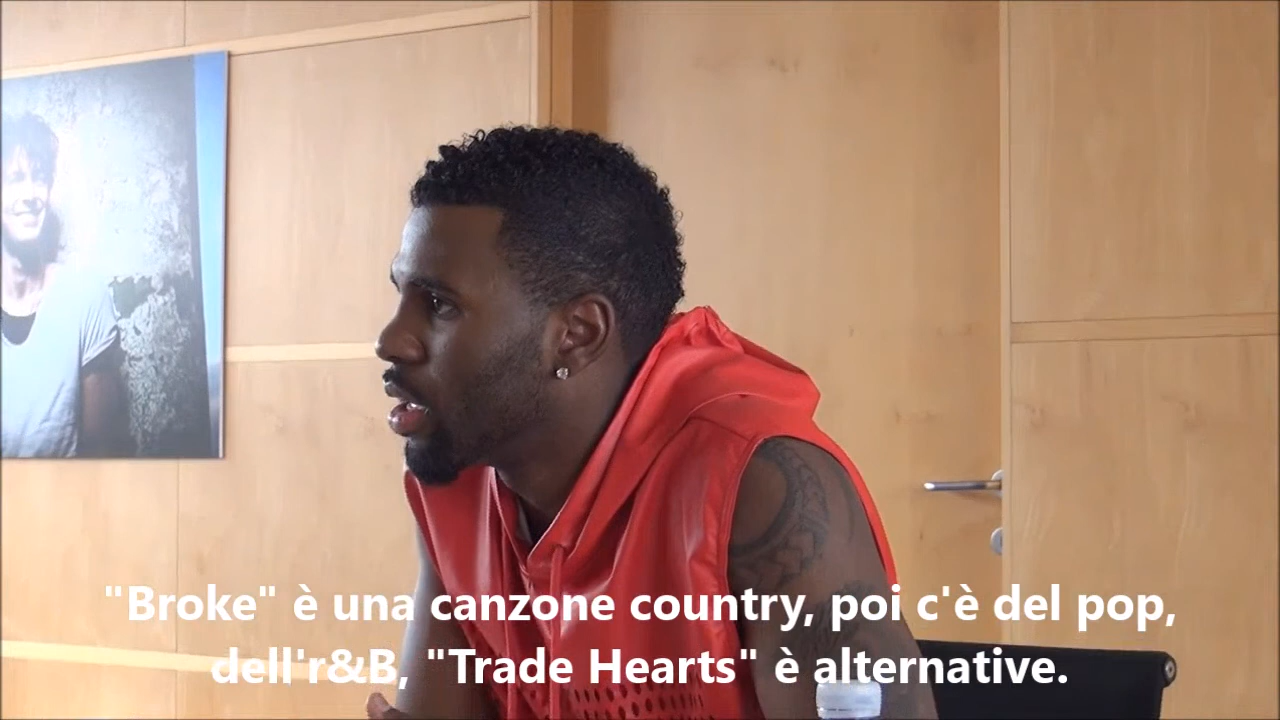 "Broke" è una canzone country, poi c'è del pop,
dell'r&B, "Trade Hearts" è alternative.